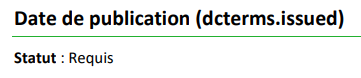 Date de publication (dcterms.issued)
Statut : Requis